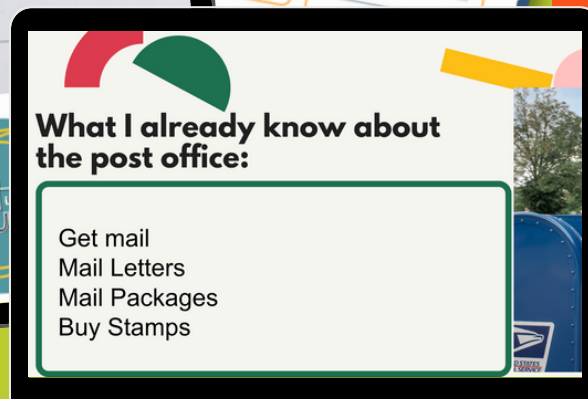 What I already know about
the post office:
Get mail
Mail Letters
Mail Packages
Buy Stamps